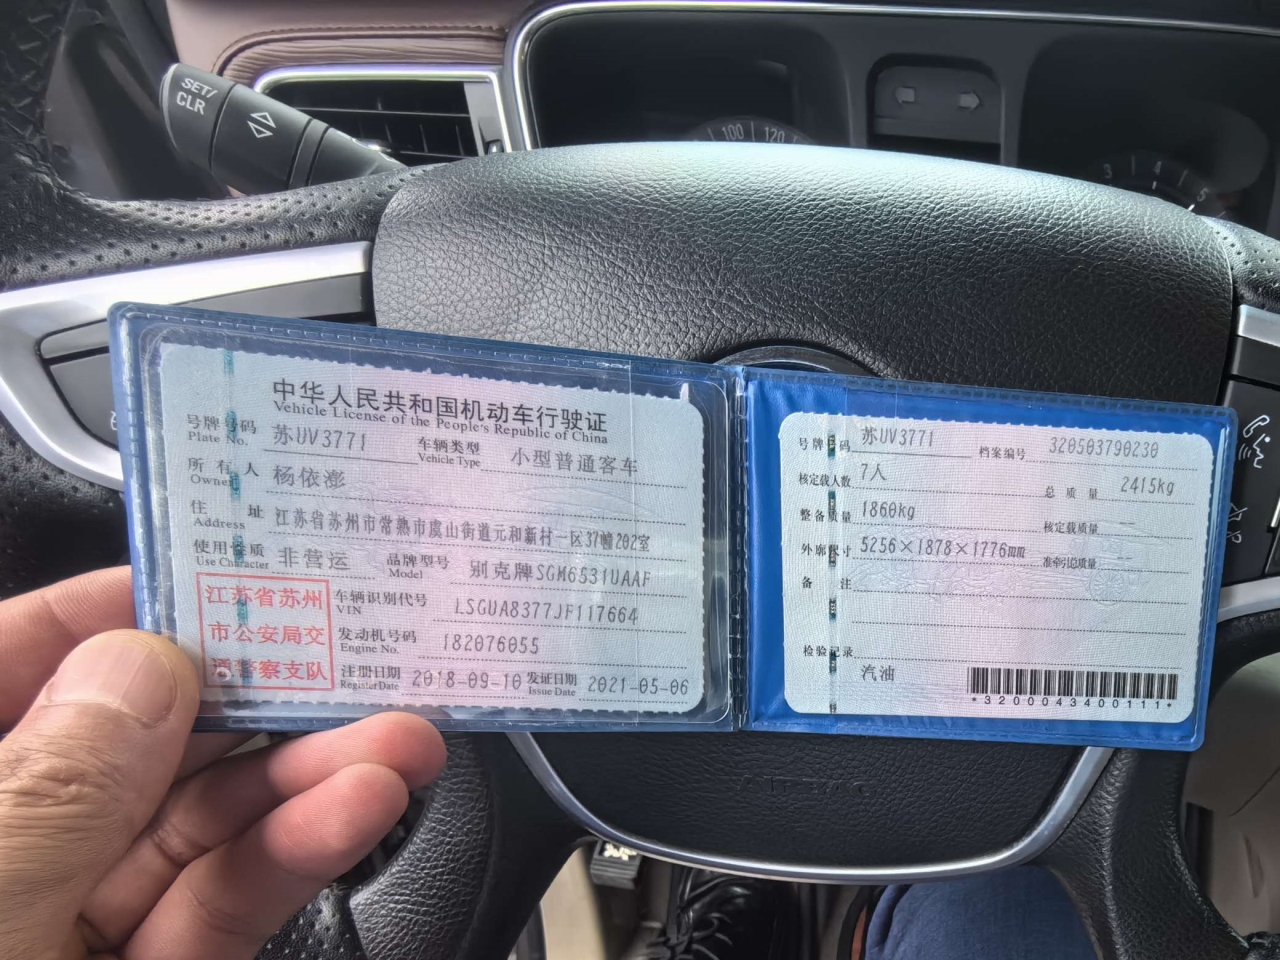 SET/
CLR
100 120
3 4 5
中华人民共和国机动车行驶证
Vehicle License of the People's Republic of China
号牌号码 苏UV3771 车辆类型 小型普通客车
Plate No. Vehicle Type
所有人 杨依澎
Owner
住址 江苏省苏州市常熟市虞山街道元和新村一区37幢202室
Address
使用性质 非营运 品牌型号 别克牌SGM6531UAAF
Use Character Model
江苏省苏州
市公安局交
通警察支队
车辆识别代号 LSGUA8377JF117664
VIN
发动机号码 182076055
Engine No.
注册日期 2018-09-10 发证日期 2021-05-06
Register Date Issue Date
号牌号码 苏UV3771 档案编号 320503790230
核定载人数 7人 总质量 2415kg
整备质量 1860kg 核定载质量 —
外廓尺寸 5256×1878×1776mm 准牵引总质量
备注
检验记录
汽油
*3200043400111*
AIRBAG